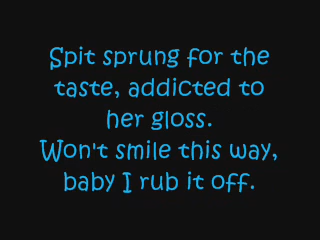 Spit sprung for the
taste, addicted to
her gloss.
Won't smile this way,
baby I rub it off.